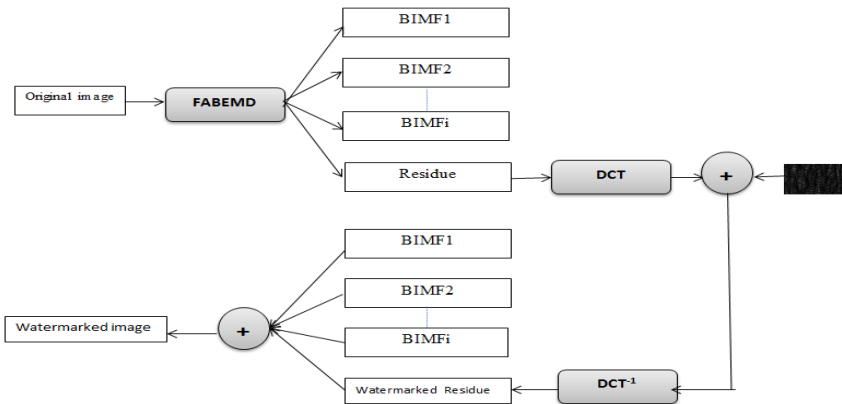 BIMF1
BIMF2
Original image
FABEMD
BIMFi
Residue
DCT
+
BIMF1
BIMF2
Watermarked image
+
BIMFi
Watermarked Residue
DCT-1